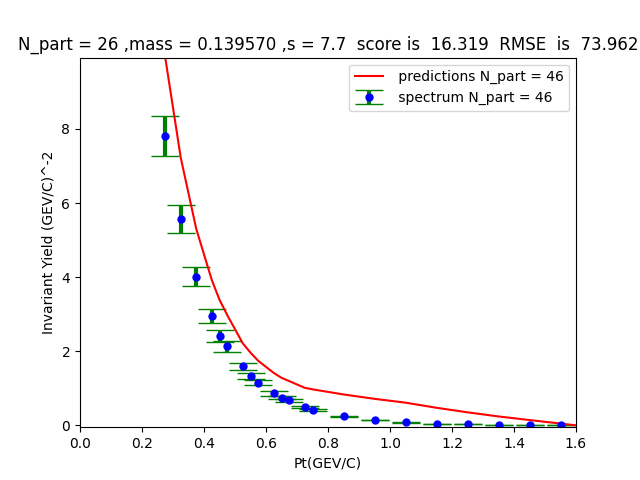 N_part = 26 ,mass = 0.139570 ,s = 7.7  score is  16.319  RMSE  is  73.962
predictions N_part = 46
spectrum N_part = 46
Invariant Yield (GEV/C)^-2
8
6
4
2
0
0.0 0.2 0.4 0.6 0.8 1.0 1.2 1.4 1.6
Pt(GEV/C)